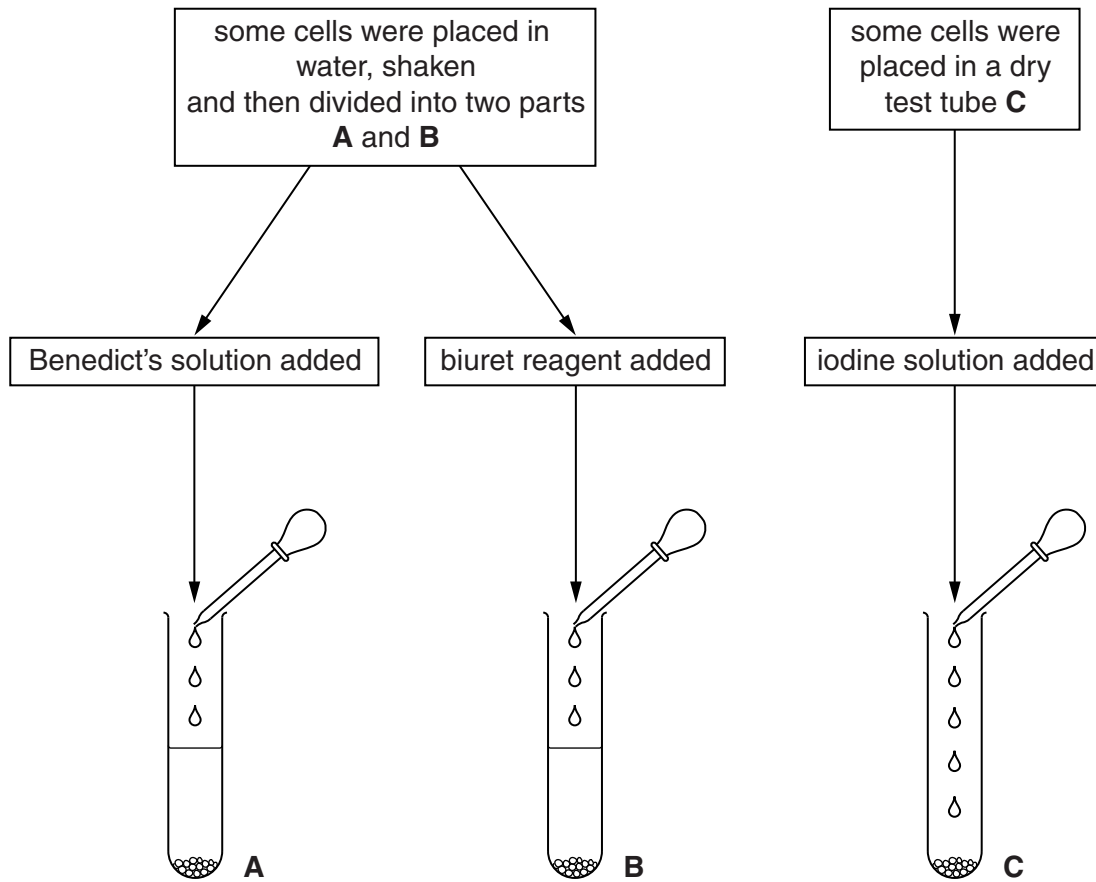 some cells were placed in
water, shaken
and then divided into two parts
A and B
some cells were
placed in a dry
test tube C
Benedict's solution added
biuret reagent added
iodine solution added
A
B
C